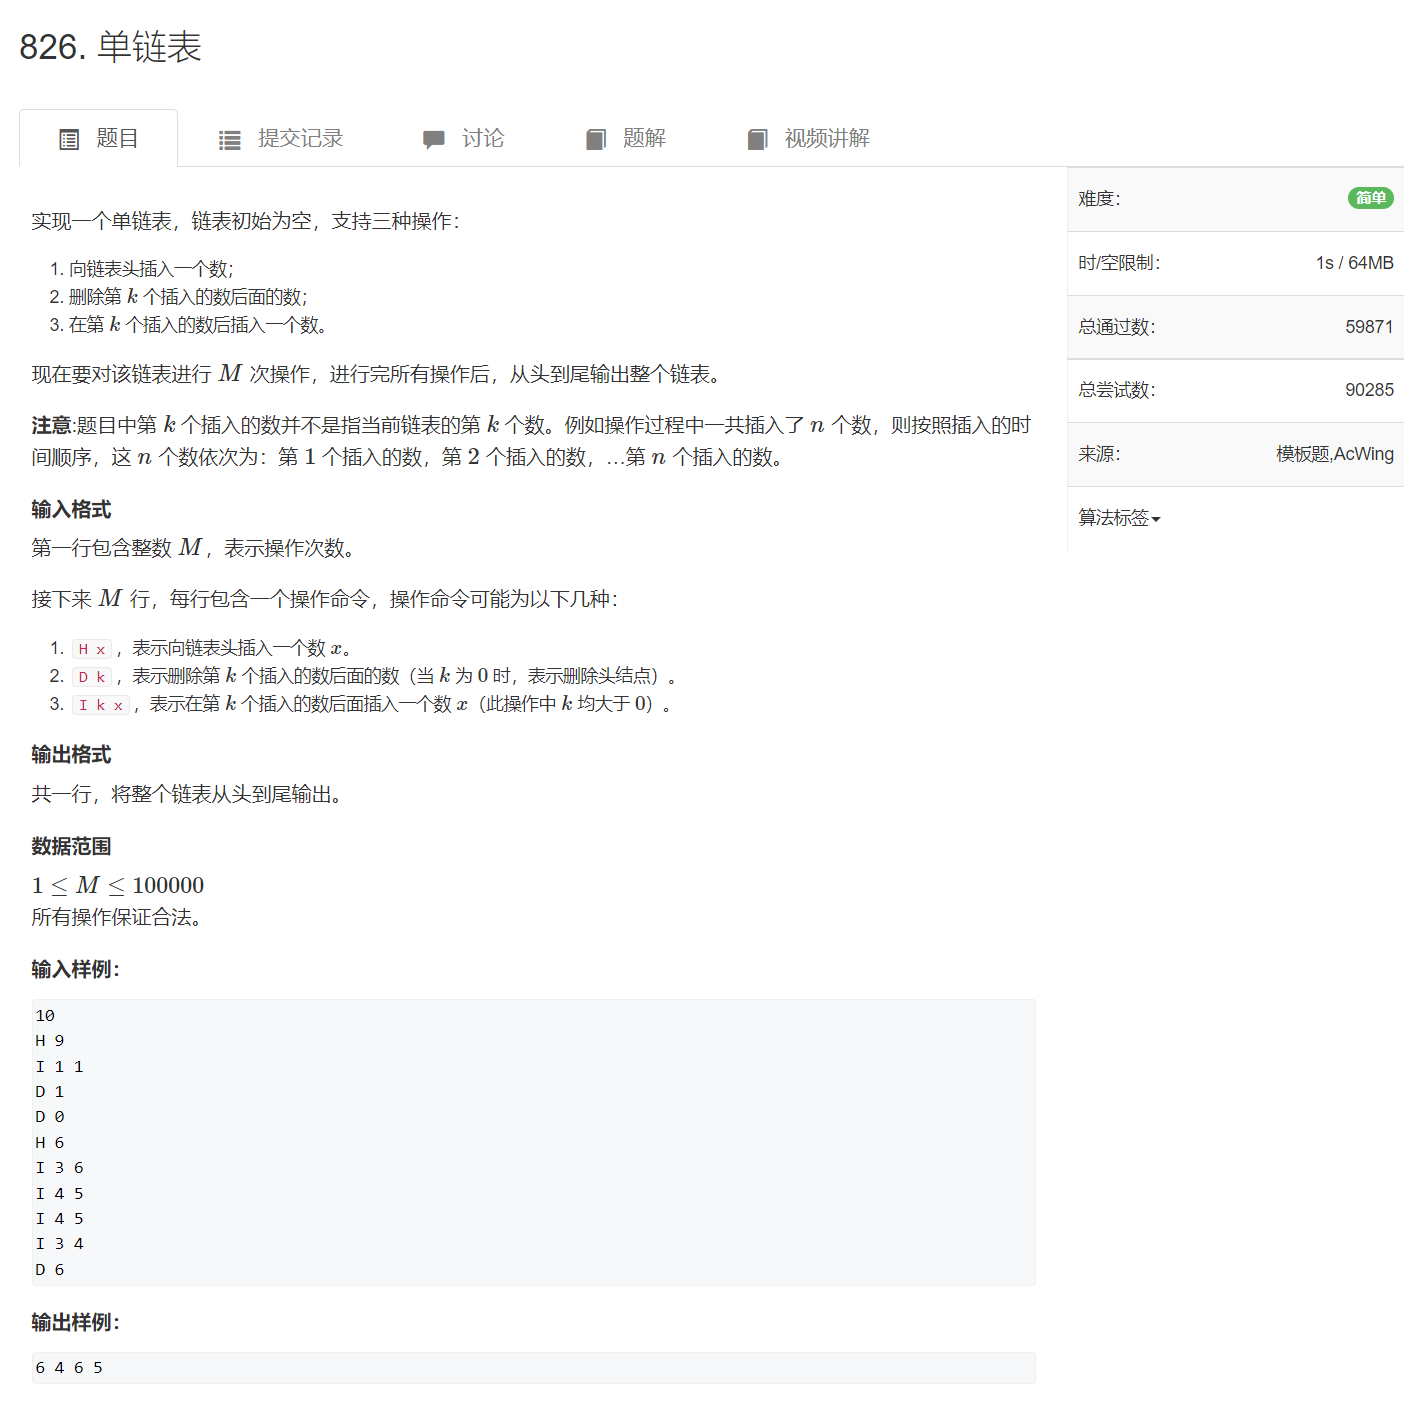 826. 单链表
题目 提交记录 讨论 题解 视频讲解
实现一个单链表，链表初始为空，支持三种操作：
1. 向链表头插入一个数；
2. 删除第 k 个插入的数后面的数；
3. 在第 k 个插入的数后插入一个数。
现在要对该链表进行 M 次操作，进行完所有操作后，从头到尾输出整个链表。
注意:题目中第 k 个插入的数并不是指当前链表的第 k 个数。例如操作过程中一共插入了 n 个数，则按照插入的时
间顺序，这 n 个数依次为：第 1 个插入的数，第 2 个插入的数，…第 n 个插入的数。
输入格式
第一行包含整数 M，表示操作次数。
接下来 M 行，每行包含一个操作命令，操作命令可能为以下几种：
1. H x，表示向链表头插入一个数 x。
2. D k，表示删除第 k 个插入的数后面的数（当 k 为 0 时，表示删除头结点）。
3. I k x，表示在第 k 个插入的数后面插入一个数 x（此操作中 k 均大于 0）。
输出格式
共一行，将整个链表从头到尾输出。
数据范围
1 ≤ M ≤ 100000
所有操作保证合法。
输入样例：
10
H 9
I 1 1
D 1
D 0
H 6
I 3 6
I 4 5
I 4 5
I 3 4
D 6
输出样例：
6 4 6 5
难度： 简单
时/空限制： 1s / 64MB
总通过数： 59871
总尝试数： 90285
来源： 模板题,AcWing
算法标签